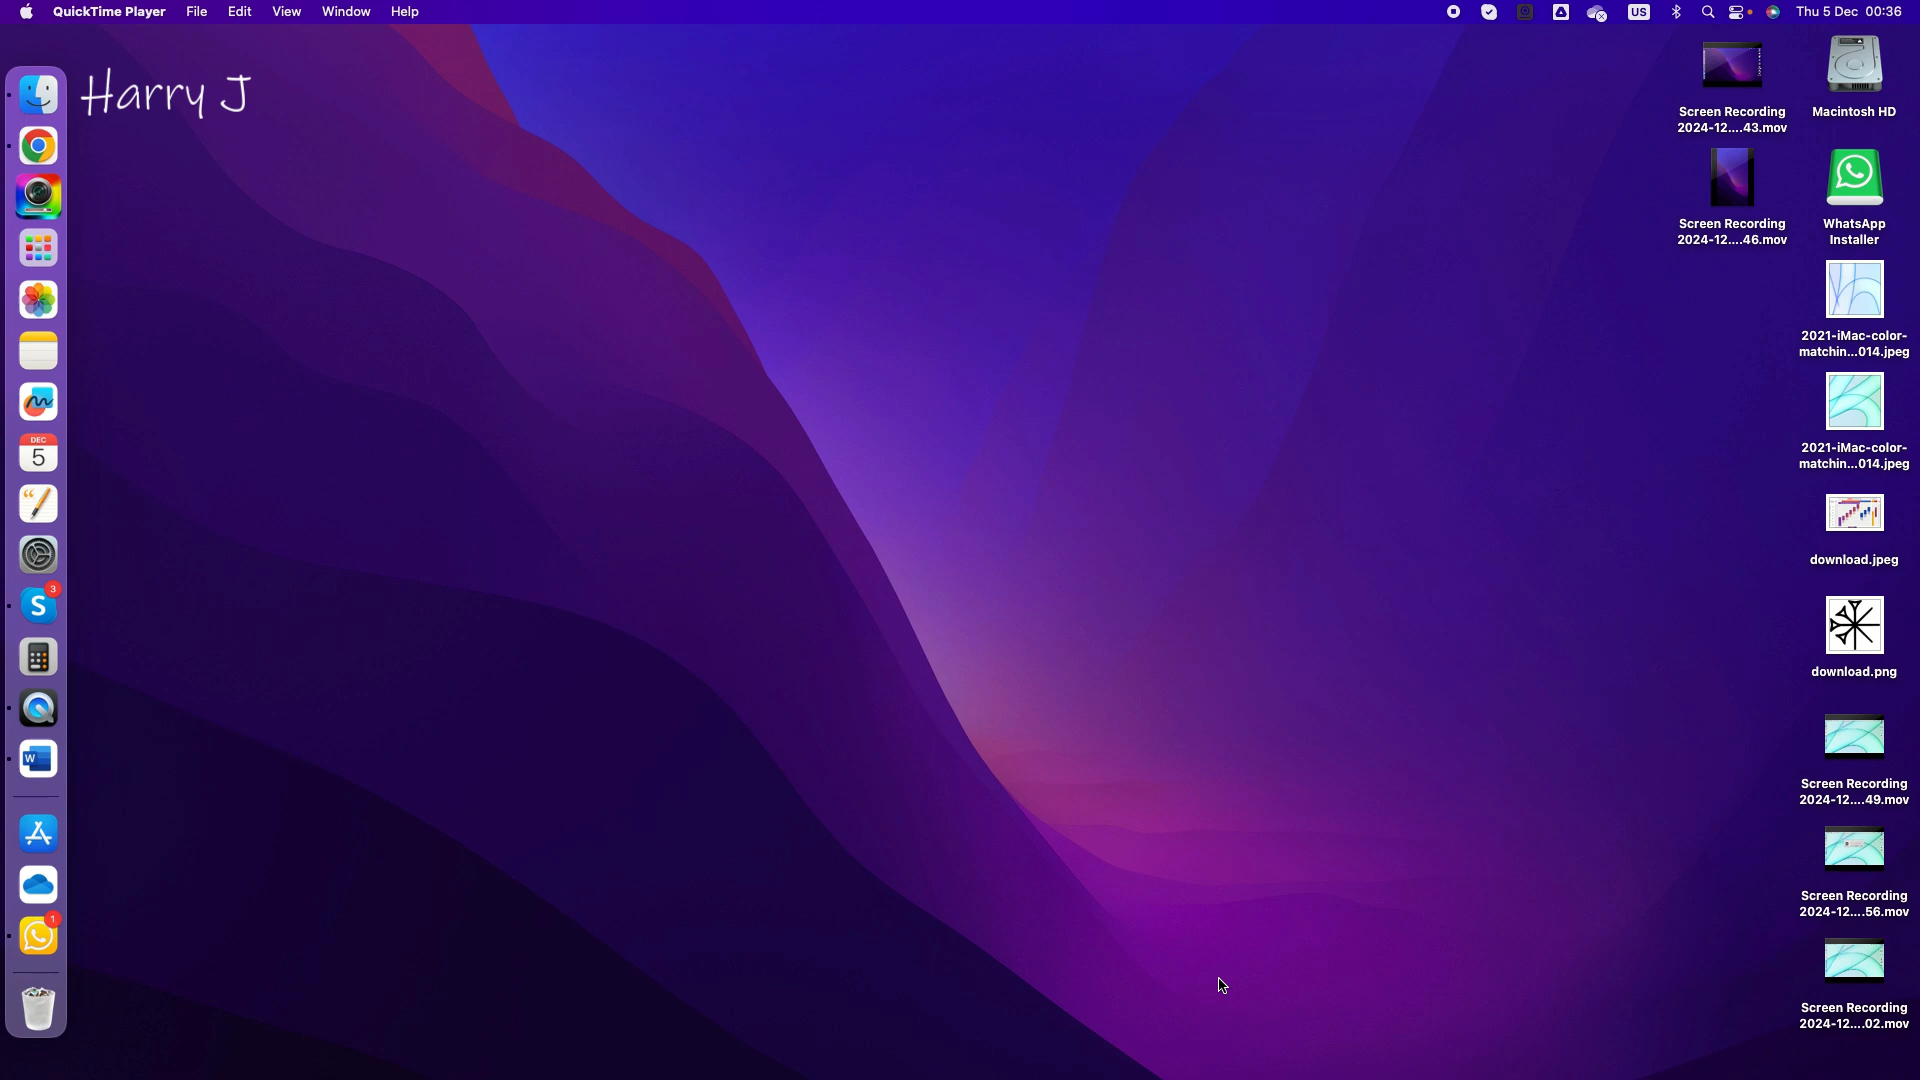 QuickTime Player File Edit View Window Help
US Thu 5 Dec 00:36
Harry J
DEC
5
3
S
W
1
Screen Recording
2024-12....43.mov
Macintosh HD
Screen Recording
2024-12....46.mov
WhatsApp
Installer
2021-iMac-color-
matchin...014.jpeg
2021-iMac-color-
matchin...014.jpeg
download.jpeg
download.png
Screen Recording
2024-12....49.mov
Screen Recording
2024-12....56.mov
Screen Recording
2024-12....02.mov